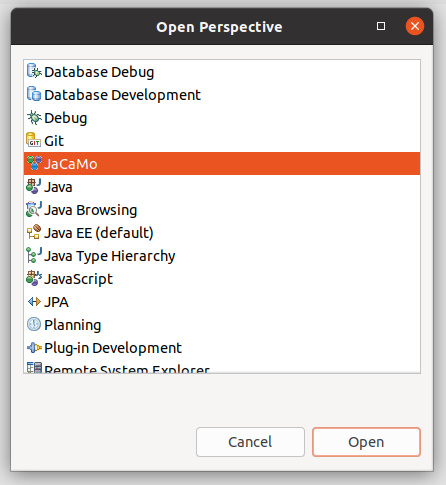 Open Perspective
Database Debug
Database Development
Debug
Git
JaCaMo
Java
Java Browsing
Java EE (default)
Java Type Hierarchy
JavaScript
JPA
Planning
Plug-in Development
Remote System Explorer
Cancel
Open